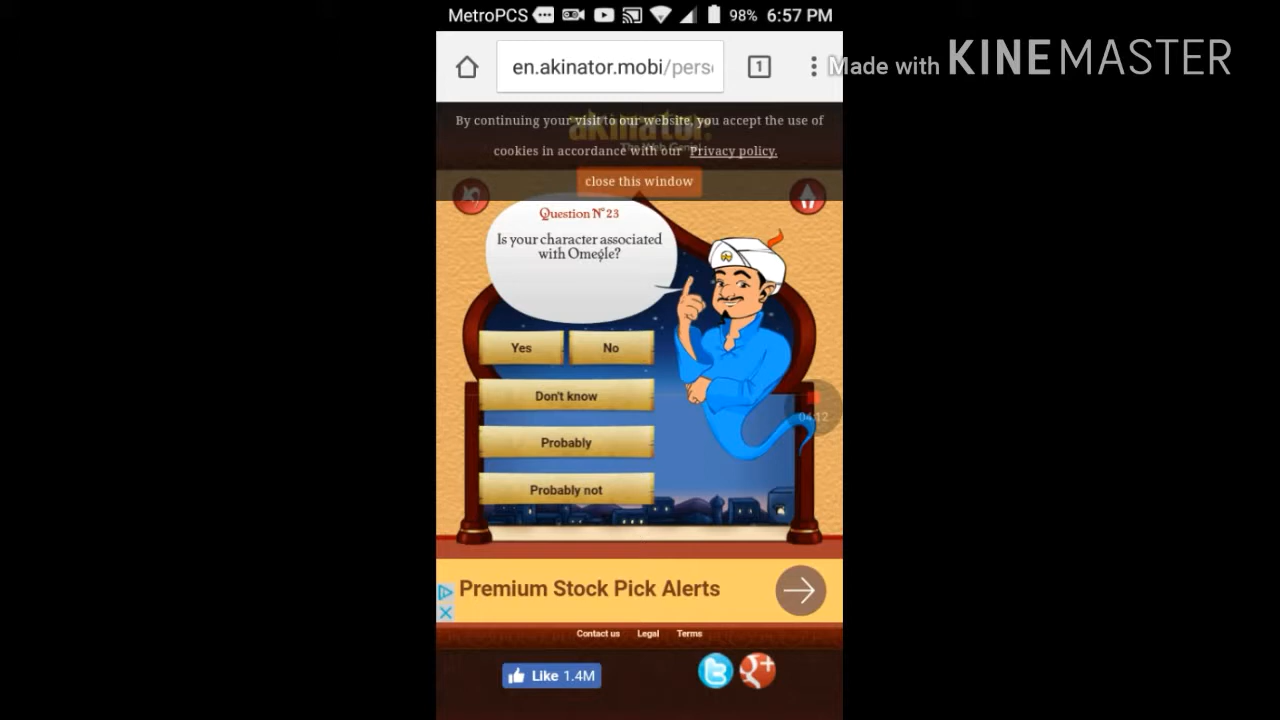 MetroPCS 98% 6:57 PM
en.akinator.mobi/pers
1
Made with KINEMASTER
By continuing your visit to our website, you accept the use of
akinator
cookies in accordance with our Privacy policy.
close this window
Question N° 23
Is your character associated
with Omegle?
Yes No
Don't know
04:12
Probably
Probably not
Premium Stock Pick Alerts
Contact us Legal Terms
Like 1.4M